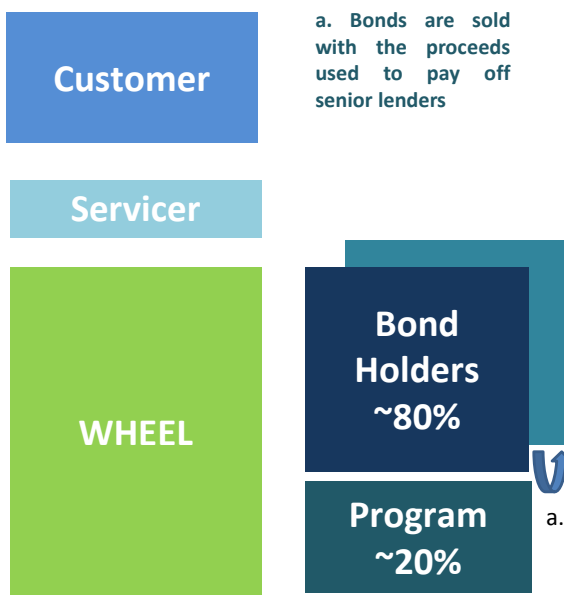 Customer
a. Bonds are sold
with the proceeds
used to pay off
senior lenders
Servicer
WHEEL
Bond
Holders
~80%
Program
~20%
a.